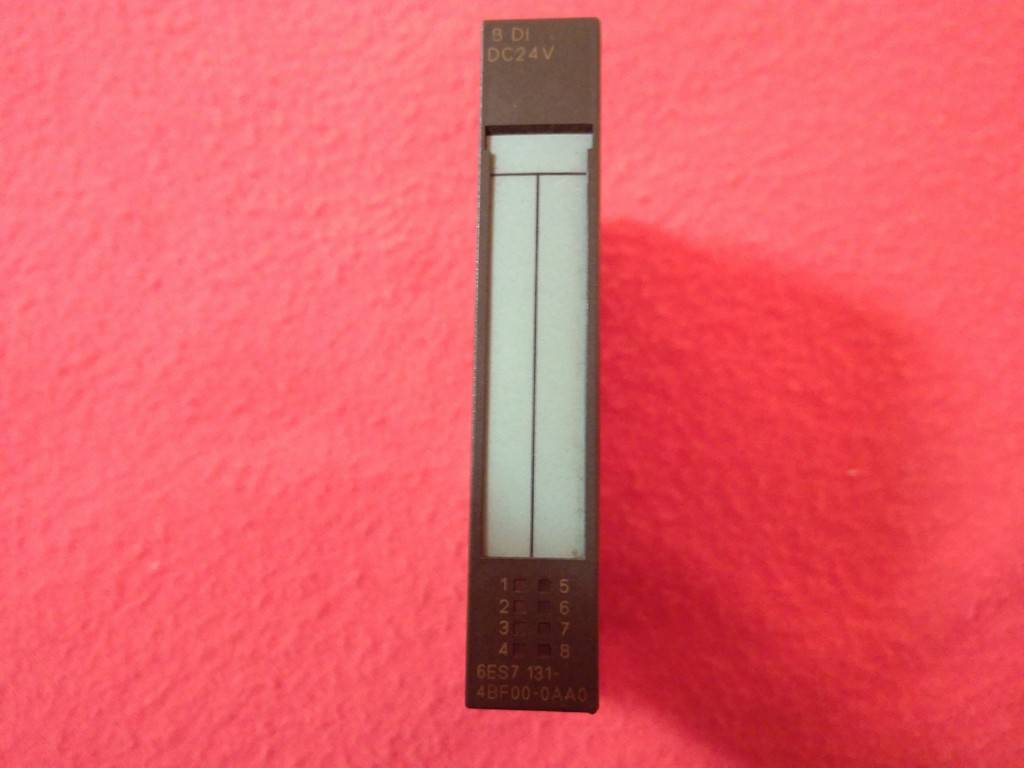 8 DI
DC24V
1 5
2 6
3 7
4 8
6ES7 131-
4BF00-0AA0